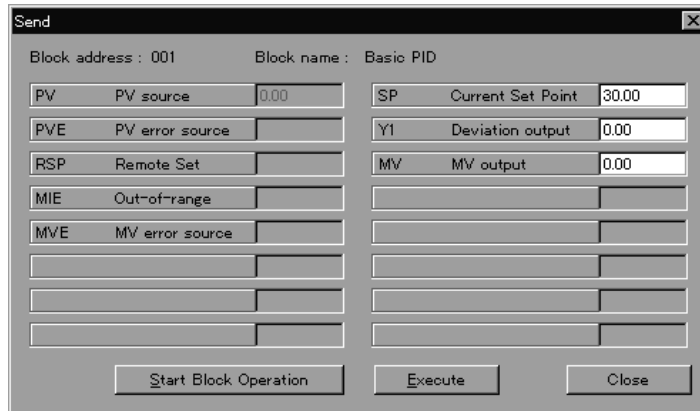 Send
Block address : 001 Block name : Basic PID
PV PV source 0.00 SP Current Set Point 30.00
PVE PV error source Y1 Deviation output 0.00
RSP Remote Set MV MV output 0.00
MIE Out-of-range
MVE MV error source
Start Block Operation Execute Close